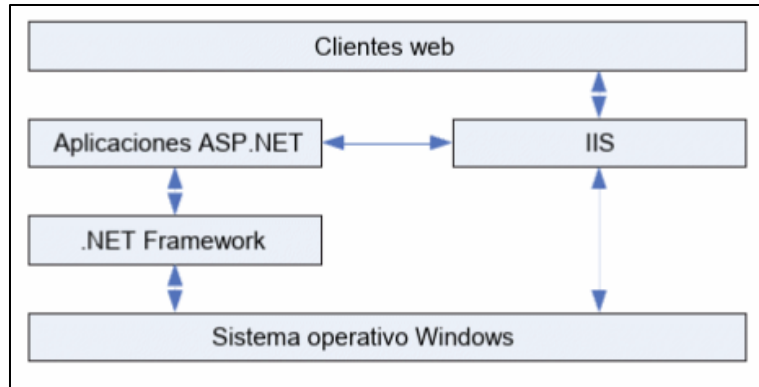 Clientes web
Aplicaciones ASP.NET
IIS
.NET Framework
Sistema operativo Windows